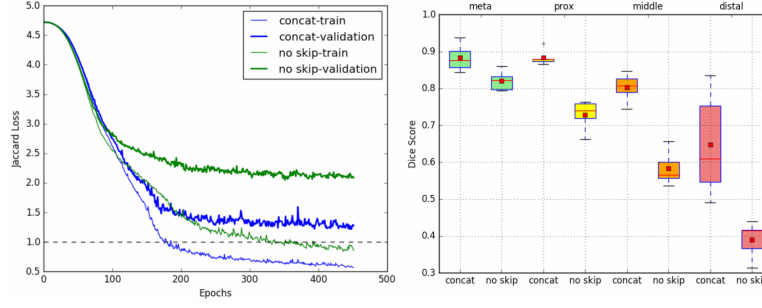 5.0
4.5
4.0
3.5
3.0
2.5
2.0
1.5
1.0
0.5
Jaccard Loss
0
100
200
300
400
500
Epochs
concat-train
concat-validation
no skip-train
no skip-validation
meta
prox
middle
distal
1.0
0.9
0.8
0.7
0.6
0.5
0.4
0.3
Dice Score
concat
no skip
concat
no skip
concat
no skip
concat
no skip